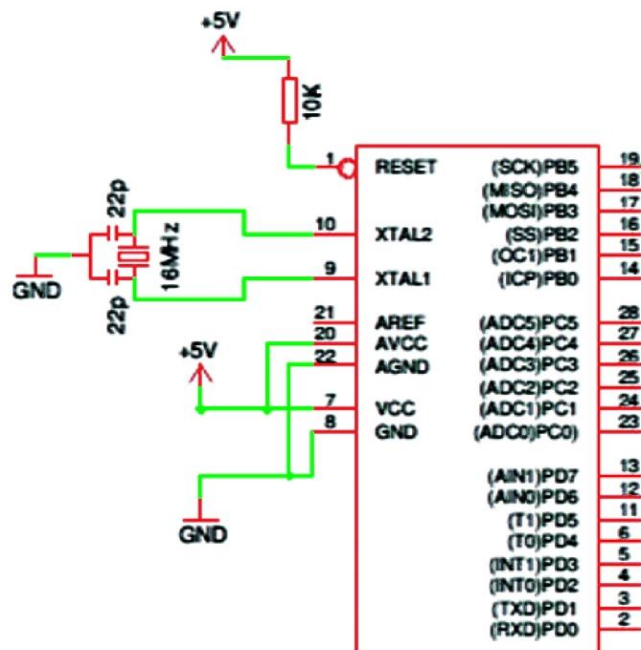 +5V
10K
1
RESET
(SCK)PB5
19
(MISO)PB4
18
(MOSI)PB3
17
22p
10
XTAL2
(SS)PB2
16
(OC1)PB1
15
16MHz
9
XTAL1
(ICP)PB0
14
GND
22p
21
AREF
(ADC5)PC5
28
20
AVCC
(ADC4)PC4
27
+5V
22
AGND
(ADC3)PC3
26
(ADC2)PC2
25
7
VCC
(ADC1)PC1
24
8
GND
(ADC0)PC0)
23
(AIN1)PD7
13
(AIN0)PD6
12
GND
(T1)PD5
11
(T0)PD4
6
(INT1)PD3
5
(INT0)PD2
4
(TXD)PD1
3
(RXD)PD0
2